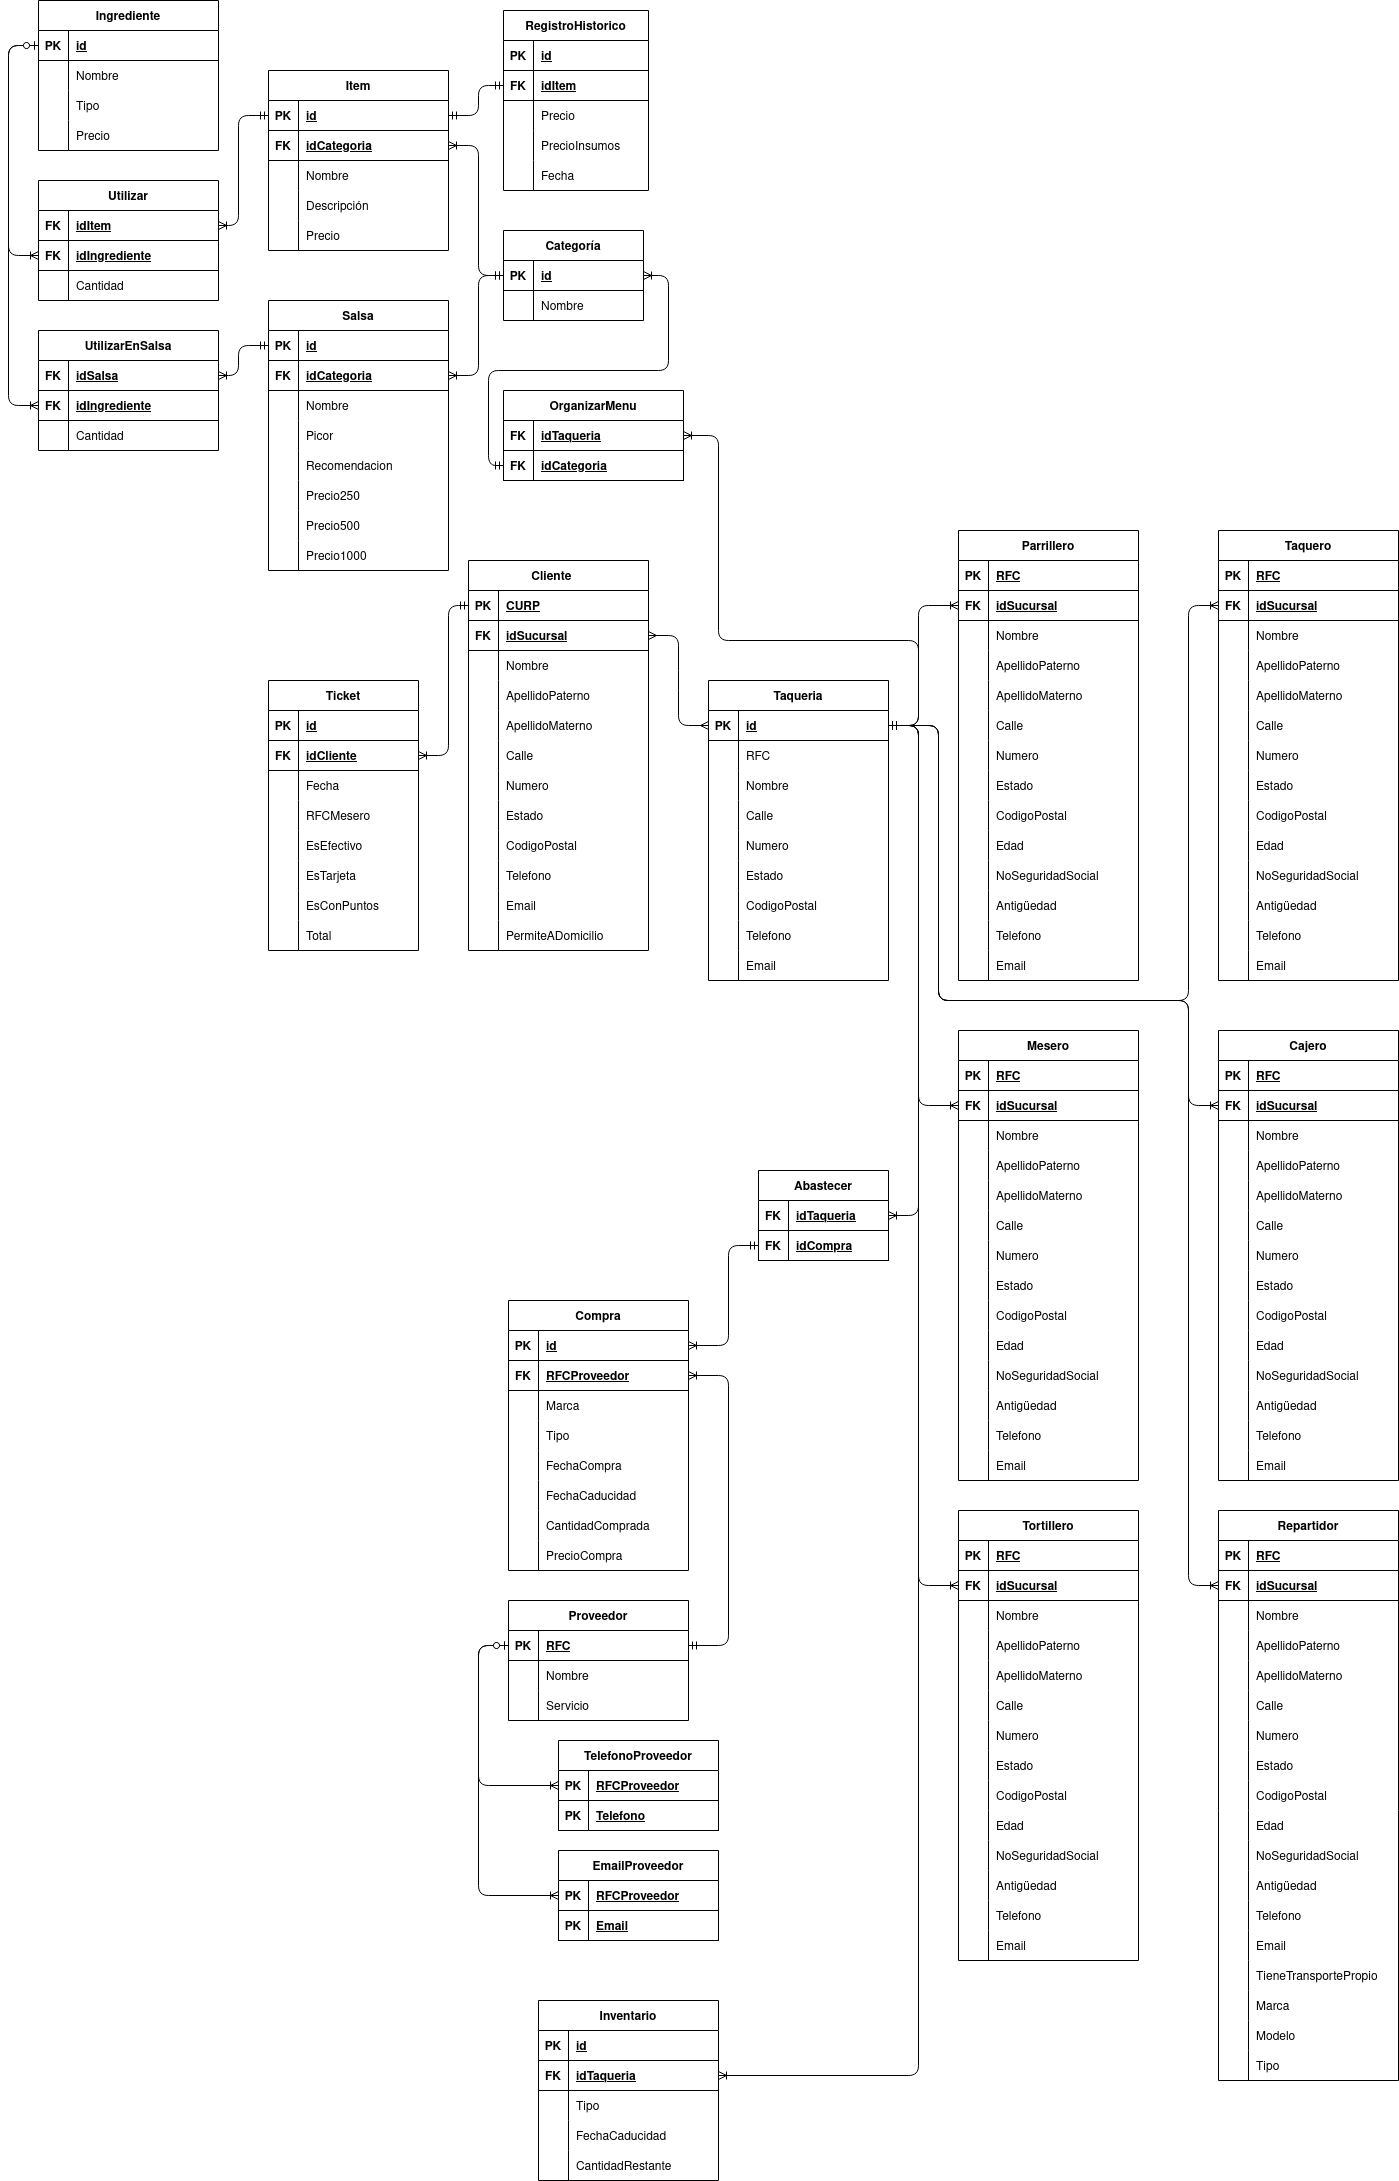 Ingrediente
PK id
Nombre
Tipo
Precio
Utilizar
FK idItem
FK idIngrediente
Cantidad
UtilizarEnSalsa
FK idSalsa
FK idIngrediente
Cantidad
Item
PK id
FK idCategoria
Nombre
Descripción
Precio
Salsa
PK id
FK idCategoria
Nombre
Picor
Recomendacion
Precio250
Precio500
Precio1000
RegistroHistorico
PK id
FK idItem
Precio
PrecioInsumos
Fecha
Categoría
PK id
Nombre
OrganizarMenu
FK idTaqueria
FK idCategoria
Cliente
PK CURP
FK idSucursal
Nombre
ApellidoPaterno
ApellidoMaterno
Calle
Numero
Estado
CodigoPostal
Telefono
Email
PermiteADomicilio
Ticket
PK id
FK idCliente
Fecha
RFCMesero
EsEfectivo
EsTarjeta
EsConPuntos
Total
Taqueria
PK id
RFC
Nombre
Calle
Numero
Estado
CodigoPostal
Telefono
Email
Parrillero
PK RFC
FK idSucursal
Nombre
ApellidoPaterno
ApellidoMaterno
Calle
Numero
Estado
CodigoPostal
Edad
NoSeguridadSocial
Antigüedad
Telefono
Email
Taquero
PK RFC
FK idSucursal
Nombre
ApellidoPaterno
ApellidoMaterno
Calle
Numero
Estado
CodigoPostal
Edad
NoSeguridadSocial
Antigüedad
Telefono
Email
Mesero
PK RFC
FK idSucursal
Nombre
ApellidoPaterno
ApellidoMaterno
Calle
Numero
Estado
CodigoPostal
Edad
NoSeguridadSocial
Antigüedad
Telefono
Email
Cajero
PK RFC
FK idSucursal
Nombre
ApellidoPaterno
ApellidoMaterno
Calle
Numero
Estado
CodigoPostal
Edad
NoSeguridadSocial
Antigüedad
Telefono
Email
Abastecer
FK idTaqueria
FK idCompra
Compra
PK id
FK RFCProveedor
Marca
Tipo
FechaCompra
FechaCaducidad
CantidadComprada
PrecioCompra
Proveedor
PK RFC
Nombre
Servicio
TelefonoProveedor
PK RFCProveedor
PK Telefono
EmailProveedor
PK RFCProveedor
PK Email
Tortillero
PK RFC
FK idSucursal
Nombre
ApellidoPaterno
ApellidoMaterno
Calle
Numero
Estado
CodigoPostal
Edad
NoSeguridadSocial
Antigüedad
Telefono
Email
Repartidor
PK RFC
FK idSucursal
Nombre
ApellidoPaterno
ApellidoMaterno
Calle
Numero
Estado
CodigoPostal
Edad
NoSeguridadSocial
Antigüedad
Telefono
Email
TieneTransportePropio
Marca
Modelo
Tipo
Inventario
PK id
FK idTaqueria
Tipo
FechaCaducidad
CantidadRestante